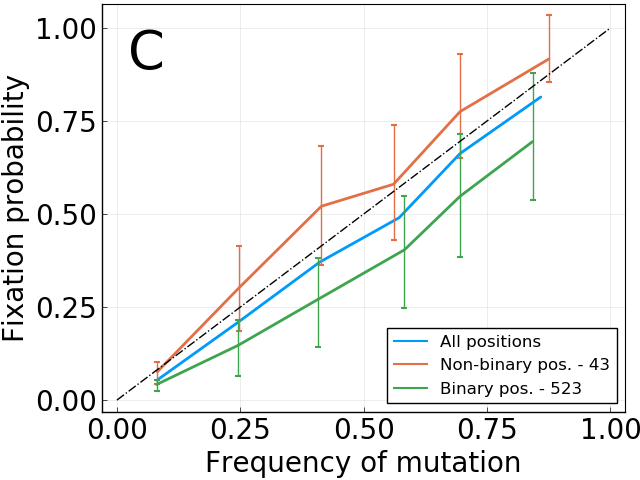 C
Fixation probability
1.00
0.75
0.50
0.25
0.00
0.00 0.25 0.50 0.75 1.00
Frequency of mutation
All positions
Non-binary pos. - 43
Binary pos. - 523